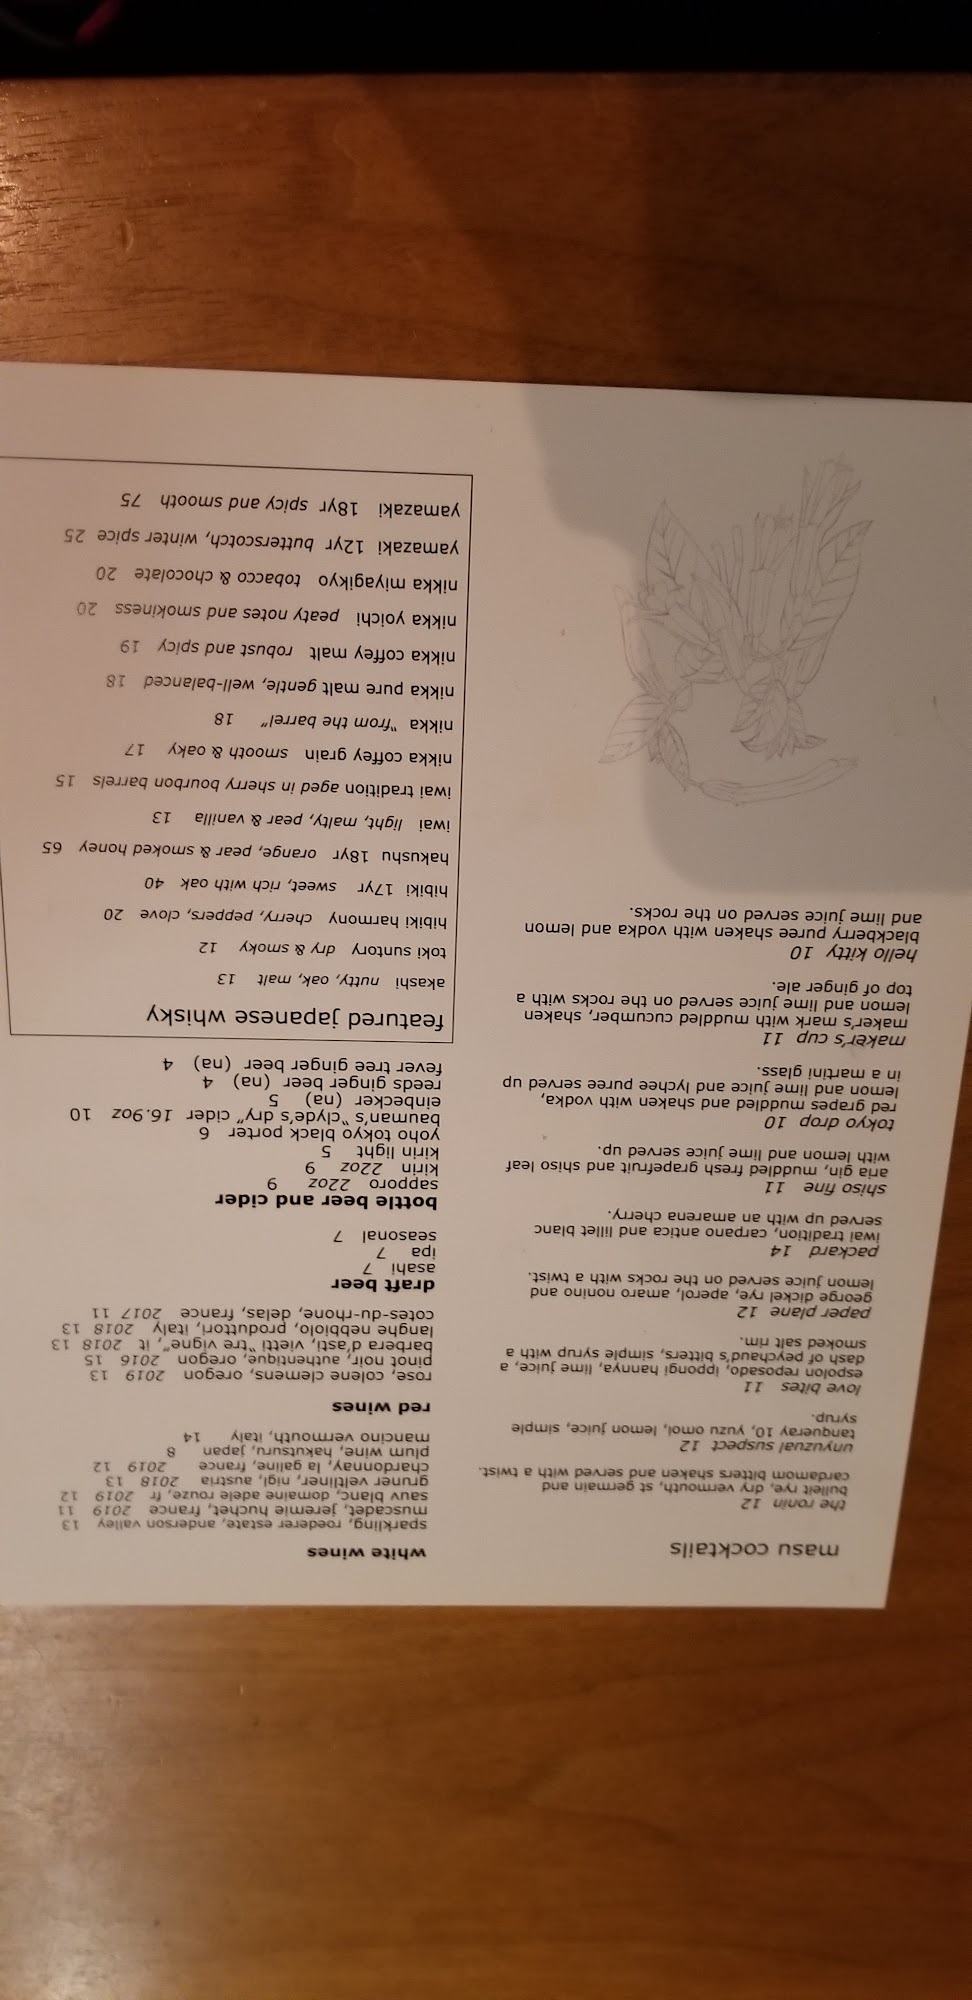 masu cocktails
the ronin 12
bulleit rye, dry vermouth, st germain and
cardamom bitters shaken and served with a twist.
unyuzual suspect 12
tanqueray 10, yuzu omoi, lemon juice, simple
syrup.
love bites 11
espolon reposado, ippongi hannya, lime juice, a
dash of peychaud's bitters, simple syrup with a
smoked salt rim.
paper plane 12
george dickel rye, aperol, amaro nonino and
lemon juice served on the rocks with a twist.
packard 14
iwai tradition, carpano antica and lillet blanc
served up with an amarena cherry.
shiso fine 11
aria gin, muddled fresh grapefruit and shiso leaf
with lemon and lime juice served up.
tokyo drop 10
red grapes muddled and shaken with vodka,
lemon and lime juice and lychee puree served up
in a martini glass.
maker's cup 11
maker's mark with muddled cucumber, shaken
lemon and lime juice served on the rocks with a
top of ginger ale.
hello kitty 10
blackberry puree shaken with vodka and lemon
and lime juice served on the rocks.
white wines
sparkling, roederer estate, anderson valley 13
muscadet, jeremie huchet, france 2019 11
sauv blanc, domaine adele rouze, fr 2019 12
gruner veltliner, nigl, austria 2018 13
chardonnay, la galine, france 2019 12
plum wine, hakutsuru, japan 8
mancino vermouth, italy 14
red wines
rose, colene clemens, oregon 2019 13
pinot noir, authentique, oregon 2016 15
barbera d'asti, vietti "tre vigne", it 2018 13
langhe nebbiolo, produttori, italy 2018 13
cotes-du-rhone, delas, france 2017 11
draft beer
asahi 7
ipa 7
seasonal 7
bottle beer and cider
sapporo 22oz 9
kirin 22oz 9
kirin light 5
yoho tokyo black porter 6
bauman's "clyde's dry" cider 16.9oz 10
einbecker (na) 5
reeds ginger beer (na) 4
fever tree ginger beer (na) 4
featured japanese whisky
akashi nutty, oak, malt 13
toki suntory dry & smoky 12
hibiki harmony cherry, peppers, clove 20
hibiki 17yr sweet, rich with oak 40
hakushu 18yr orange, pear & smoked honey 65
iwai light, malty, pear & vanilla 13
iwai tradition aged in sherry bourbon barrels 15
nikka coffey grain smooth & oaky 17
nikka "from the barrel" 18
nikka pure malt gentle, well-balanced 18
nikka coffey malt robust and spicy 19
nikka yoichi peaty notes and smokiness 20
nikka miyagikyo tobacco & chocolate 20
yamazaki 12yr butterscotch, winter spice 25
yamazaki 18yr spicy and smooth 75